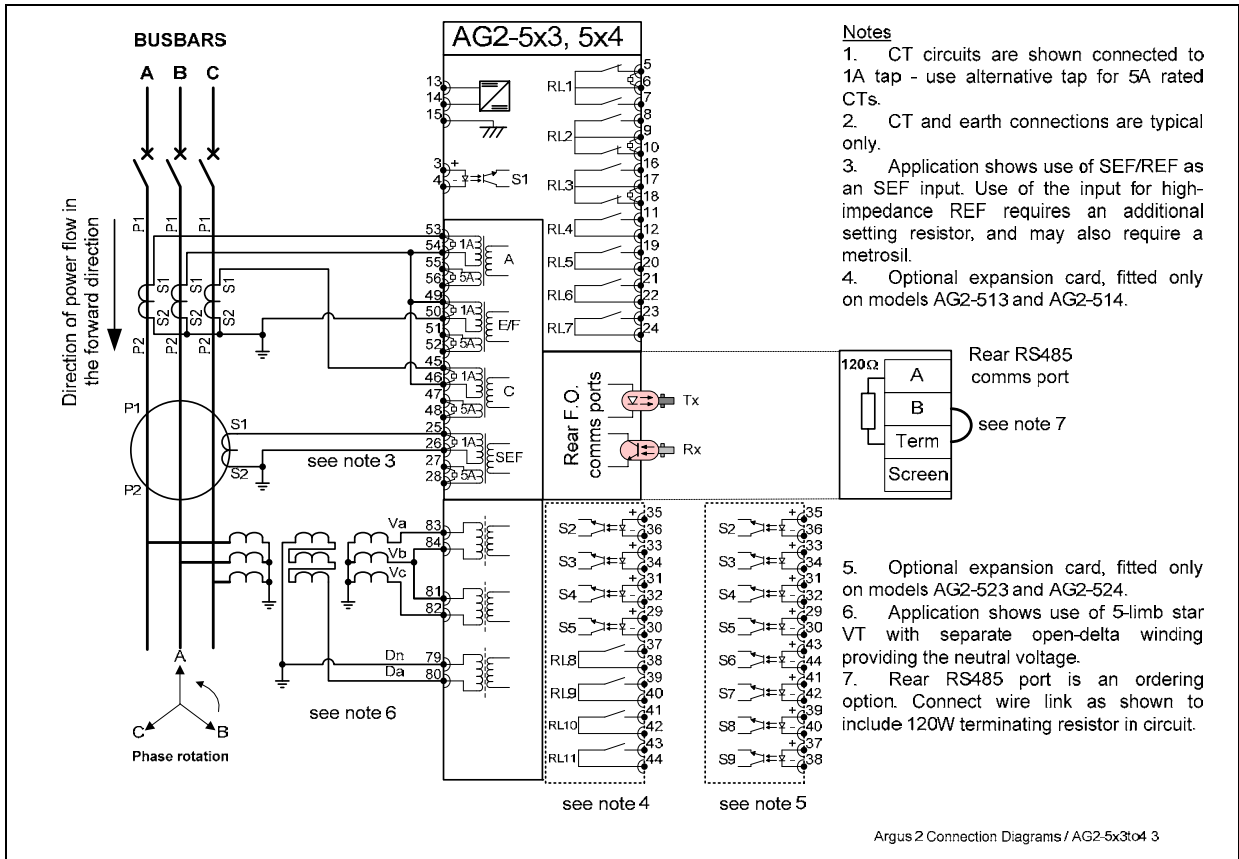 BUSBARS
A B C
AG2-5x3, 5x4
13
14
15
3 +
4 -
S1
RL1
5
6
7
RL2
8
9
10
RL3
16
17
18
RL4
11
12
RL5
19
20
RL6
21
22
RL7
23
24
Direction of power flow in
the forward direction
P1 P1 P1
S1 S1 S1
S2 S2 S2
P2 P2 P2
53
54 1A
55 A
56 5A
49
50 1A
51 E/F
52 5A
45
46 1A
47 C
48 5A
25
26 1A
27 SEF
28 5A
P1
S1
S2
P2
see note 3
Rear F.O.
comms ports
Tx
Rx
120Ω
A
B
Term
Screen
Rear RS485
comms port
see note 7
Va 83
84
Vb
Vc
81
82
Dn 79
Da 80
see note 6
A
C B
Phase rotation
S2 + 35
- 36
S3 + 33
- 34
S4 + 31
- 32
S5 + 29
- 30
RL8 37
38
RL9 39
40
RL10 41
42
RL11 43
44
see note 4
S2 + 35
- 36
S3 + 33
- 34
S4 + 31
- 32
S5 + 29
- 30
S6 + 43
- 44
S7 + 41
- 42
S8 + 39
- 40
S9 + 37
- 38
see note 5
Notes
1. CT circuits are shown connected to
1A tap - use alternative tap for 5A rated
CTs.
2. CT and earth connections are typical
only.
3. Application shows use of SEF/REF as
an SEF input. Use of the input for high-
impedance REF requires an additional
setting resistor, and may also require a
metrosil.
4. Optional expansion card, fitted only
on models AG2-513 and AG2-514.
5. Optional expansion card, fitted only
on models AG2-523 and AG2-524.
6. Application shows use of 5-limb star
VT with separate open-delta winding
providing the neutral voltage.
7. Rear RS485 port is an ordering
option. Connect wire link as shown to
include 120W terminating resistor in circuit.
Argus 2 Connection Diagrams / AG2-5x3to4 3